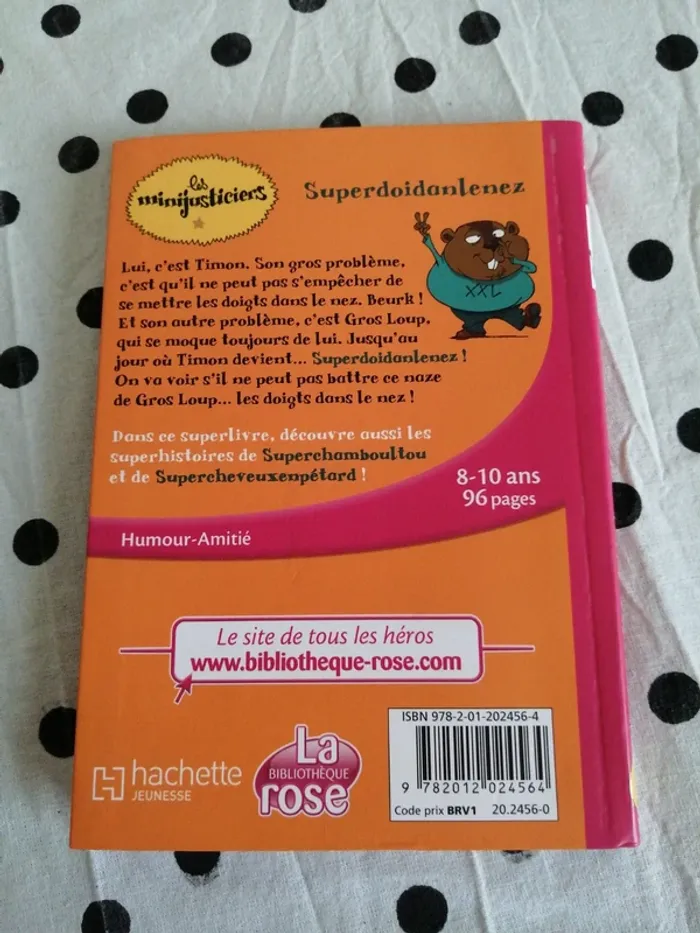 les
minijusticiers
Superdoidanlenez
Lui, c'est Timon. Son gros problème,
c'est qu'il ne peut pas s'empêcher de
se mettre les doigts dans le nez. Beurk !
Et son autre problème, c'est Gros Loup,
qui se moque toujours de lui. Jusqu'au
jour où Timon devient... Superdoidanlenez !
On va voir s'il ne peut pas battre ce naze
de Gros Loup... les doigts dans le nez !
XXL
Dans ce superlivre, découvre aussi les
superhistoires de Superchamboultou
et de Supercheveuxenpétard !
8-10 ans
96 pages
Humour-Amitié
Le site de tous les héros
www.bibliotheque-rose.com
hachette
JEUNESSE
La
BIBLIOTHÈQUE
rose
ISBN 978-2-01-202456-4
9 782012 024564
Code prix BRV1 20.2456-0